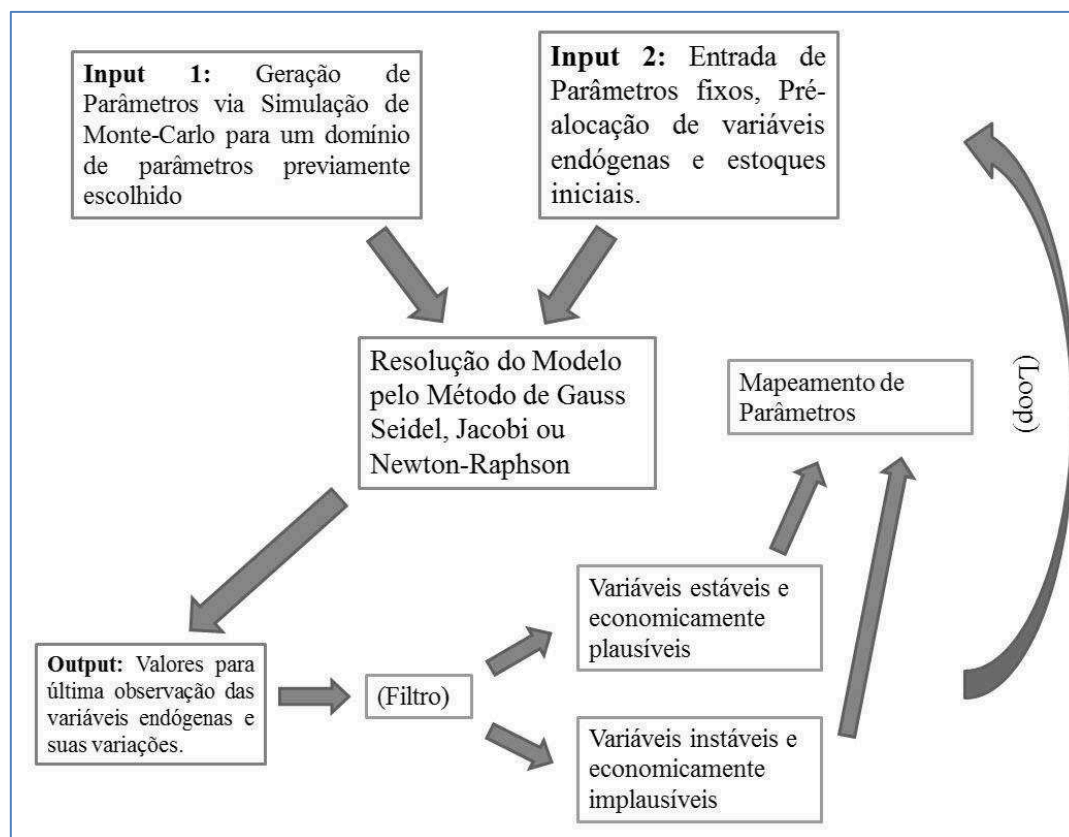 Input 1: Geração de
Parâmetros via Simulação de
Monte-Carlo para um domínio
de parâmetros previamente
escolhido
Input 2: Entrada de
Parâmetros fixos, Pré-
alocação de variáveis
endógenas e estoques
iniciais.
Resolução do Modelo
pelo Método de Gauss
Seidel, Jacobi ou
Newton-Raphson
Mapeamento de
Parâmetros
(Loop)
Variáveis estáveis e
economicamente
plausíveis
Output: Valores para
última observação das
variáveis endógenas e
suas variações.
(Filtro)
Variáveis instáveis e
economicamente
implausíveis